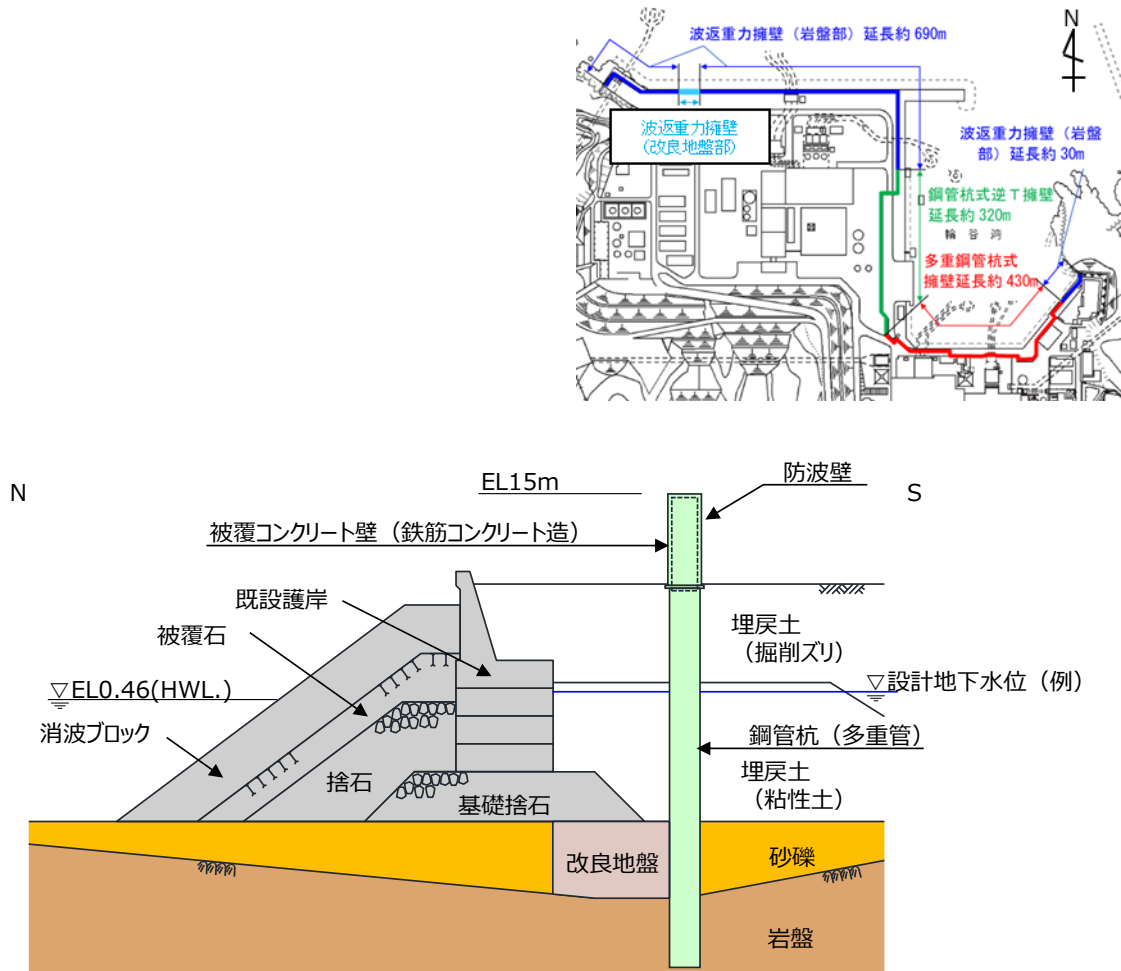 N
波返重力擁壁（岩盤部）延長約 690m
波返重力擁壁
(改良地盤部)
波返重力擁壁（岩盤
部）延長約 30m
鋼管杭式逆Ｔ擁壁
延長約 320m
輪谷湾
多重鋼管杭式
擁壁延長約 430m
N
EL15m
防波壁
S
被覆コンクリート壁（鉄筋コンクリート造）
既設護岸
被覆石
埋戻土
（掘削ズリ）
▽EL0.46(HWL.)
▽設計地下水位（例）
消波ブロック
鋼管杭（多重管）
捨石
埋戻土
（粘性土）
基礎捨石
改良地盤
砂礫
岩盤